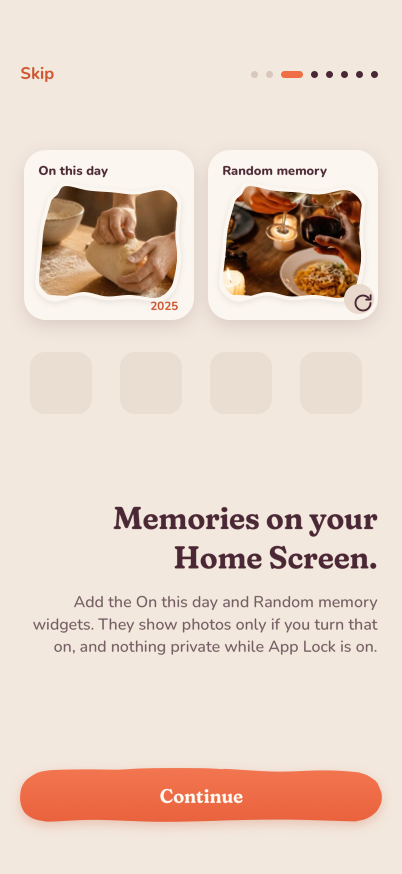 Skip
On this day
Random memory
2025
Memories on your
Home Screen.
Add the On this day and Random memory
widgets. They show photos only if you turn that
on, and nothing private while App Lock is on.
Continue